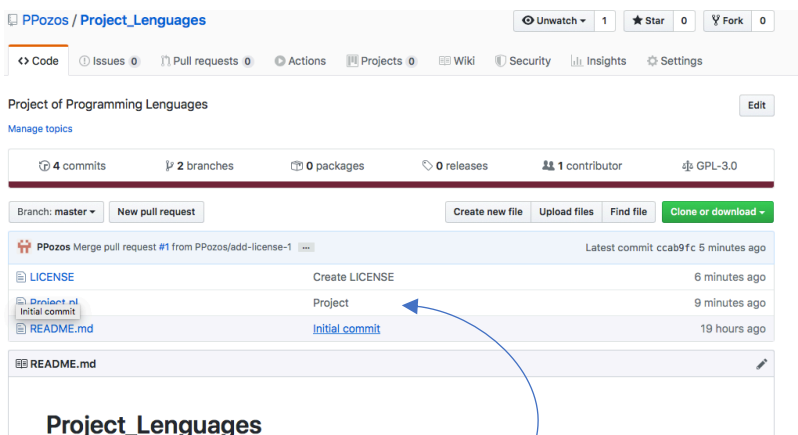 PPozos / Project_Lenguages
Unwatch 1 Star 0 Fork 0
Code Issues 0 Pull requests 0 Actions Projects 0 Wiki Security Insights Settings
Project of Programming Lenguages
Edit
Manage topics
4 commits 2 branches 0 packages 0 releases 1 contributor GPL-3.0
Branch: master New pull request Create new file Upload files Find file Clone or download
PPozos Merge pull request #1 from PPozos/add-license-1 ... Latest commit ccab9fc 5 minutes ago
LICENSE Create LICENSE 6 minutes ago
Project.pl Project 9 minutes ago
Initial commit
README.md Initial commit 19 hours ago
README.md
Project_Lenguages